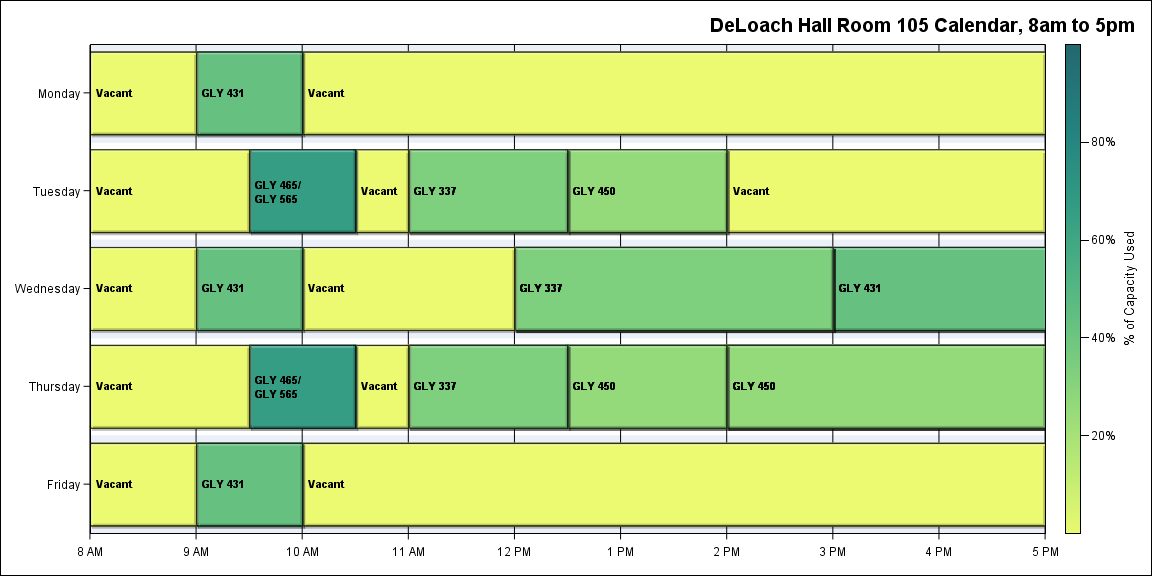 DeLoach Hall Room 105 Calendar, 8am to 5pm
Monday
Vacant
GLY 431
Vacant
Tuesday
Vacant
GLY 465/
GLY 565
Vacant
GLY 337
GLY 450
Vacant
Wednesday
Vacant
GLY 431
Vacant
GLY 337
GLY 431
Thursday
Vacant
GLY 465/
GLY 565
Vacant
GLY 337
GLY 450
GLY 450
Friday
Vacant
GLY 431
Vacant
8 AM
9 AM
10 AM
11 AM
12 PM
1 PM
2 PM
3 PM
4 PM
5 PM
80%
60%
40%
20%
% of Capacity Used